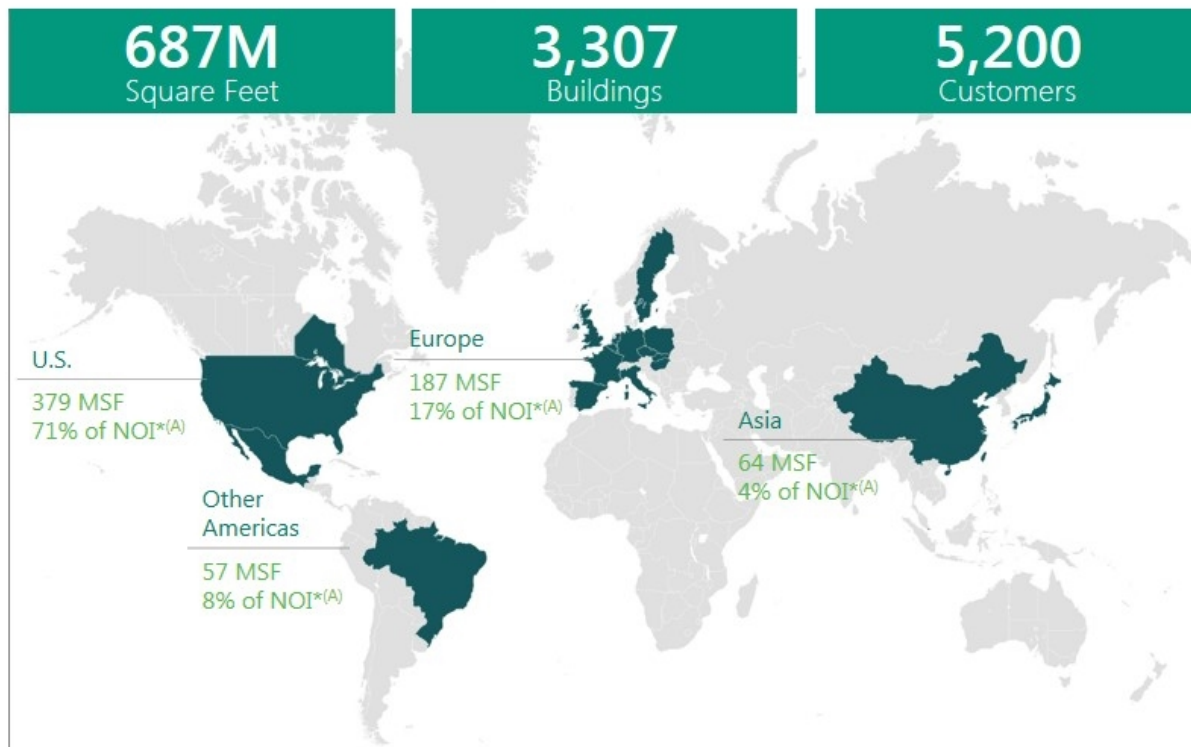 687M
Square Feet
3,307
Buildings
5,200
Customers
U.S.
379 MSF
71% of NOI*(A)
Other
Americas
57 MSF
8% of NOI*(A)
Europe
187 MSF
17% of NOI*(A)
Asia
64 MSF
4% of NOI*(A)